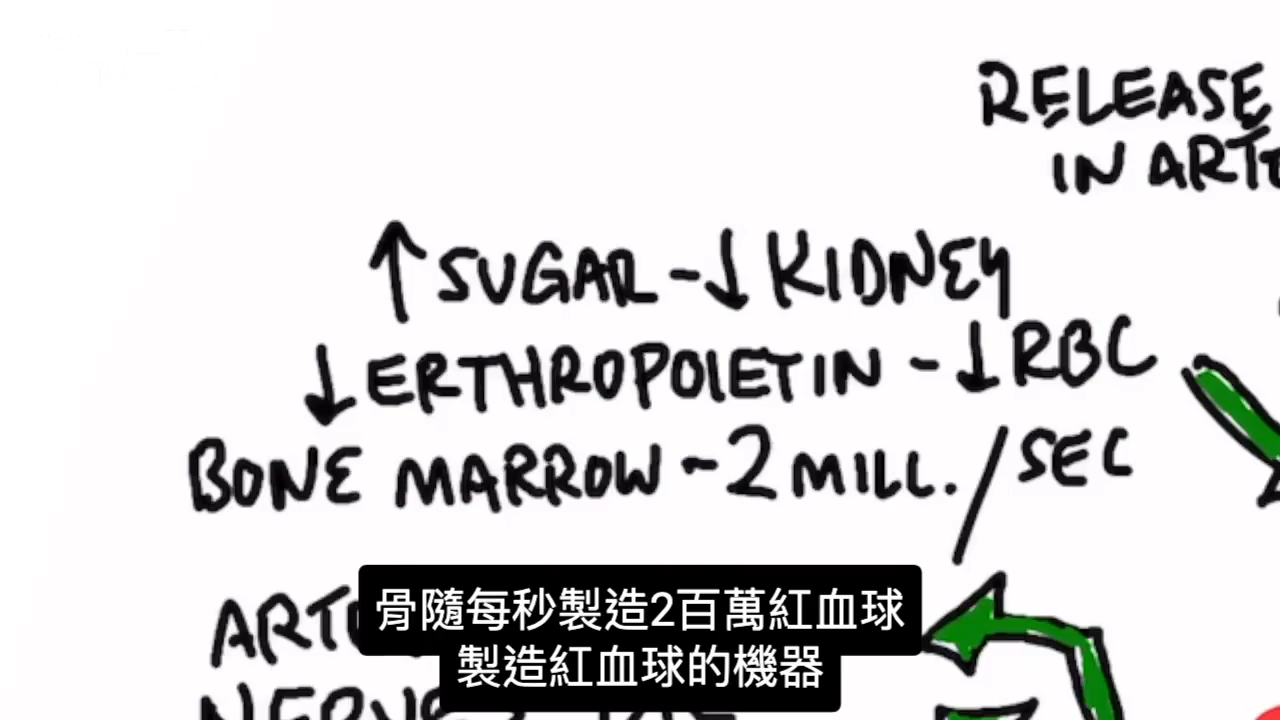 RELEASE
IN
↑ SUGAR - ↓ KIDNEY
↓ ERTHROPOIETIN - ↓ RBC
BONE MARROW ~ 2 MILL. / SEC
骨隨每秒製造2百萬紅血球
製造紅血球的機器